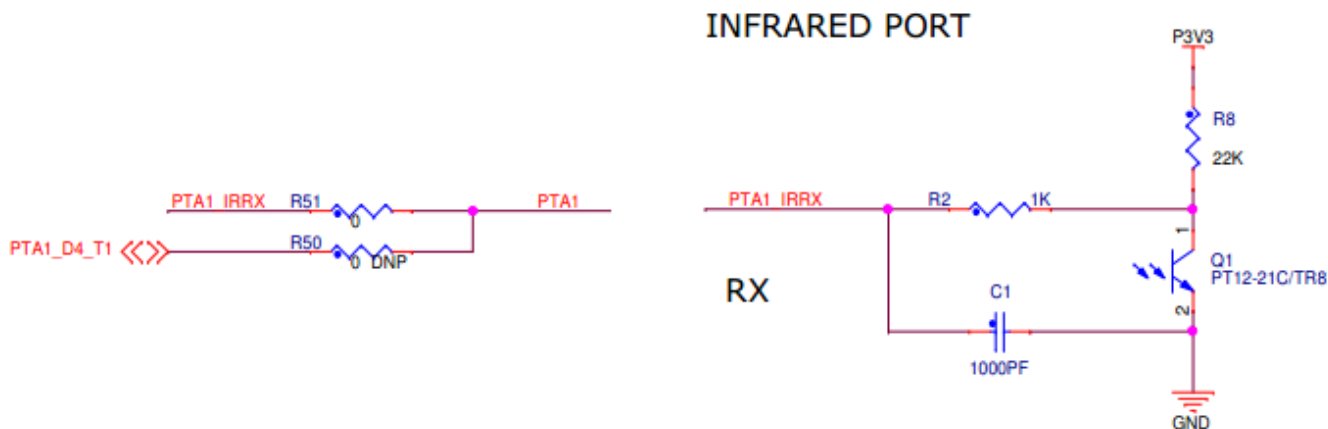 INFRARED PORT
P3V3
R8
22K
PTA1_IRRX R51 PTA1
0
PTA1_D4_T1 R50
0 DNP
PTA1_IRRX R2 1K
1
Q1
PT12-21C/TR8
2
RX
C1
1000PF
GND